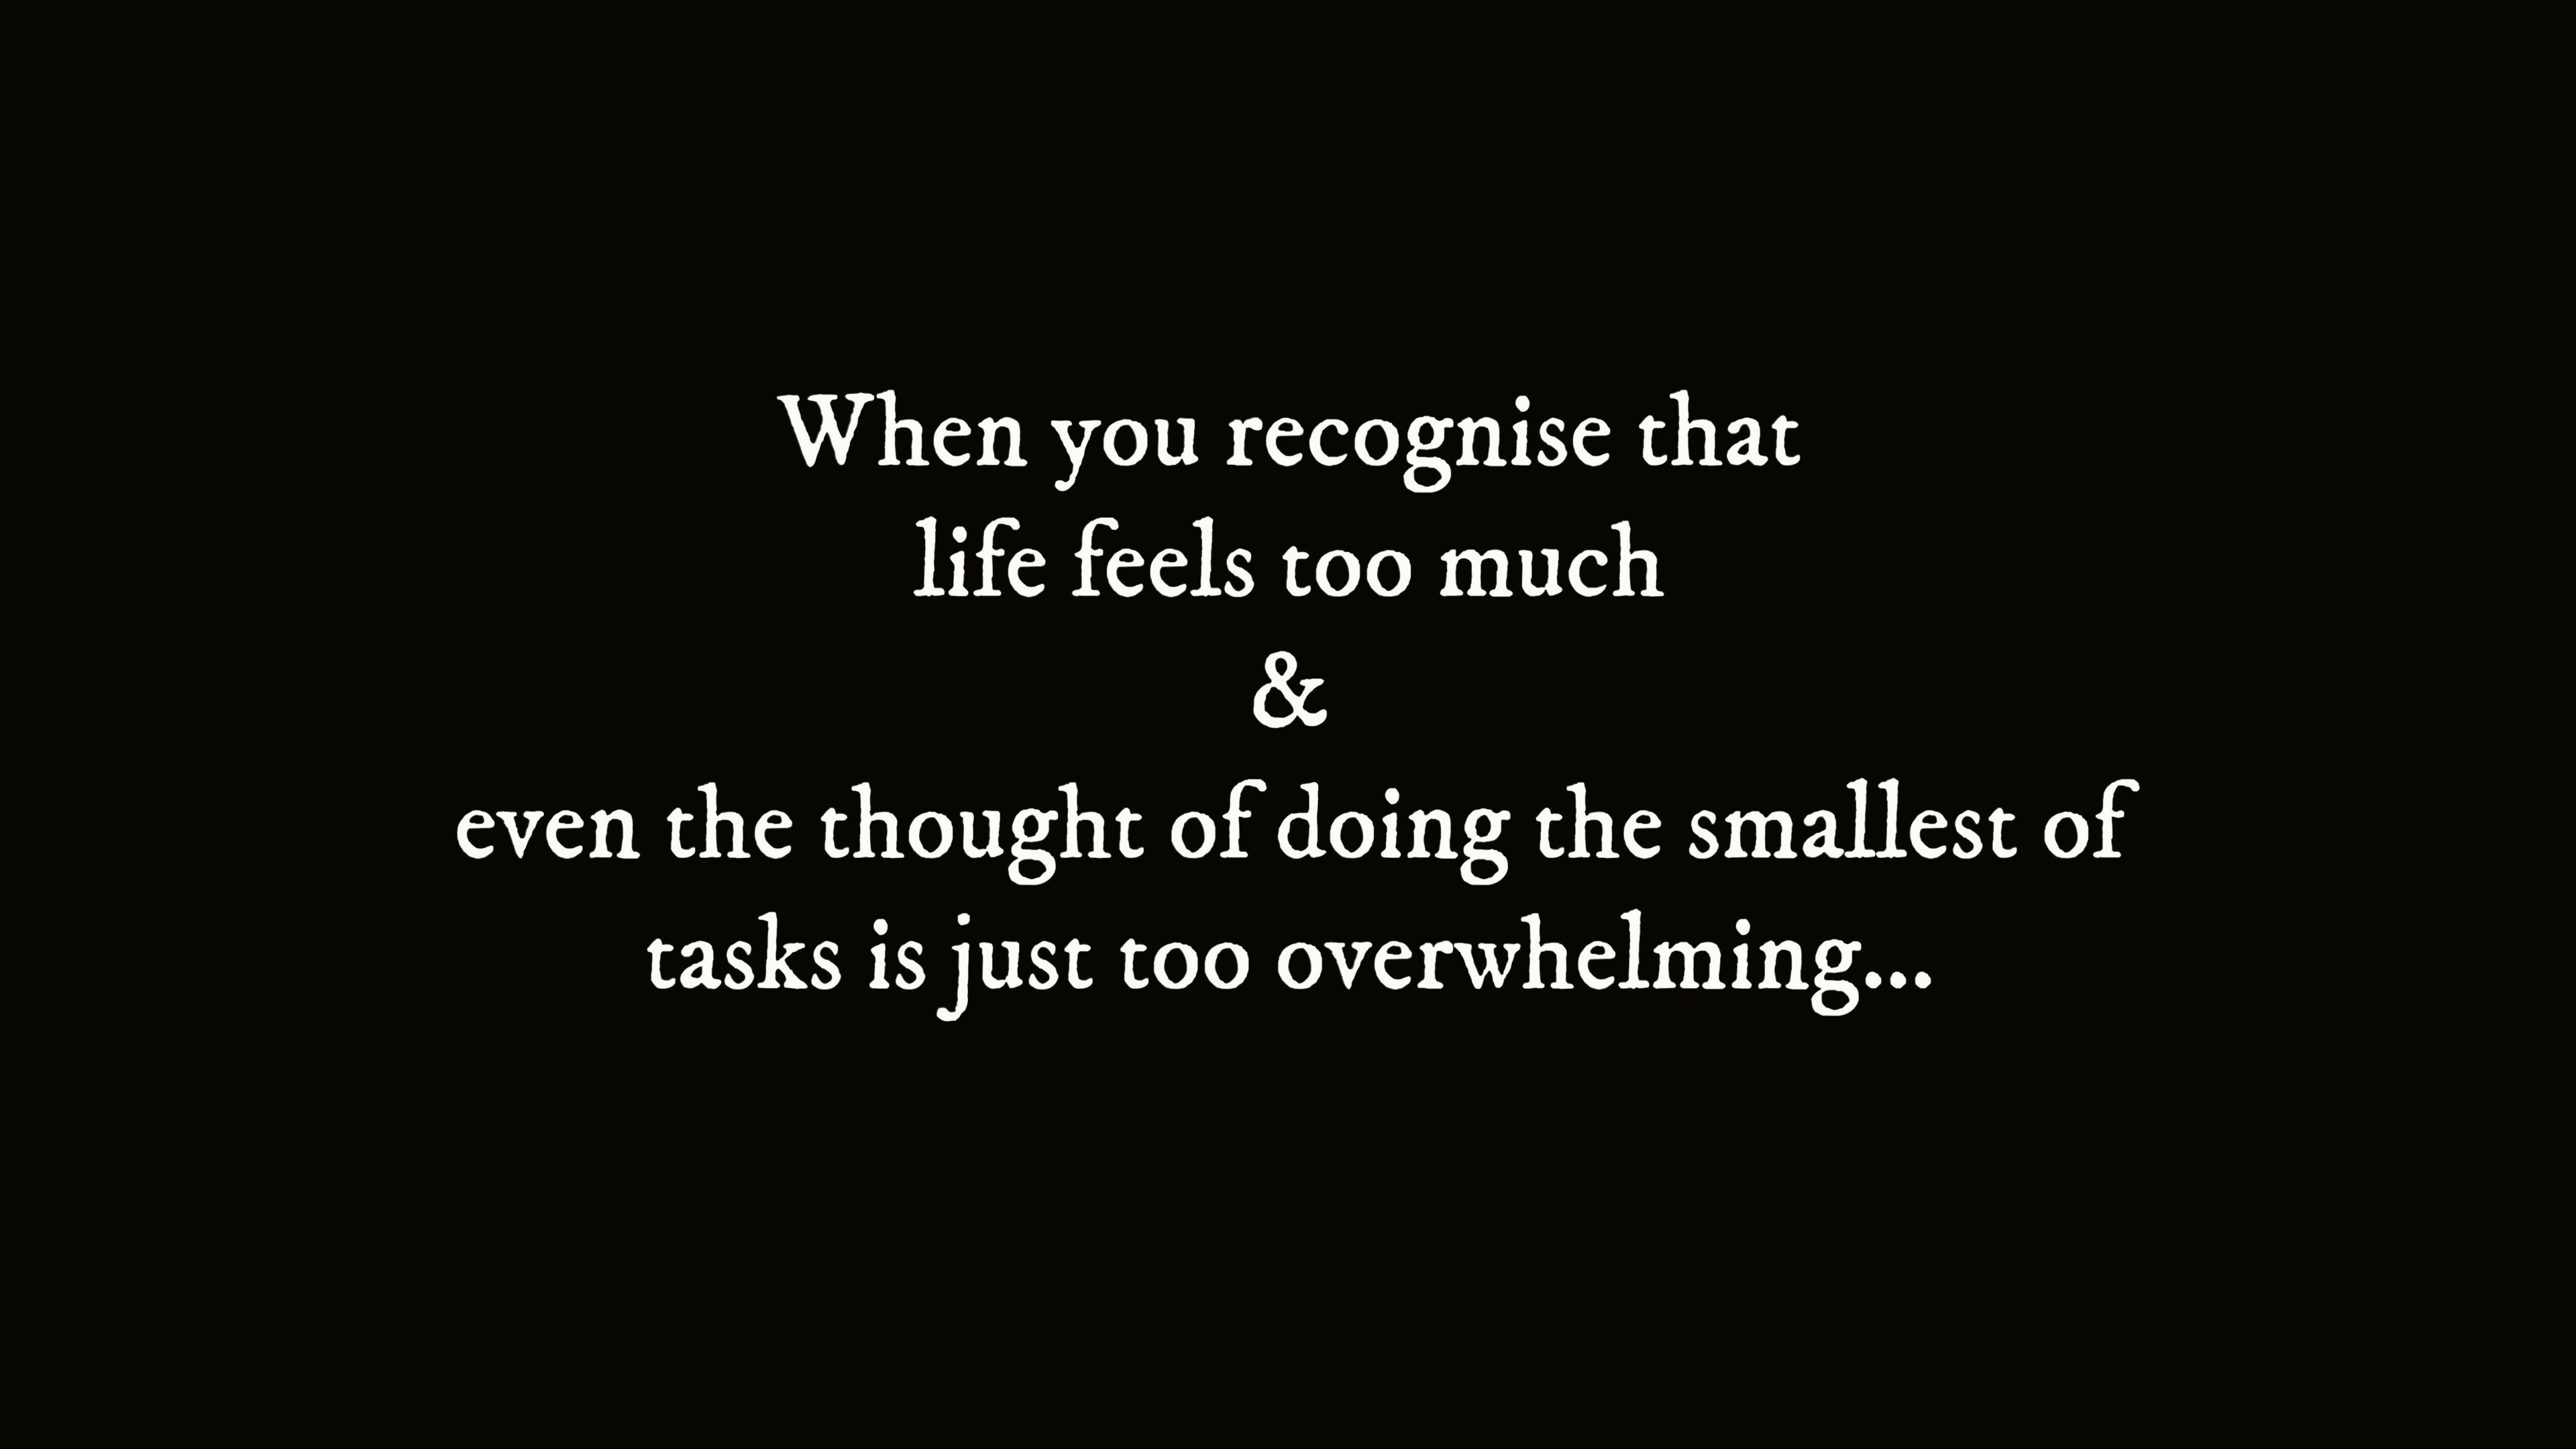 When you recognise that
life feels too much
&
even the thought of doing the smallest of
tasks is just too overwhelming...